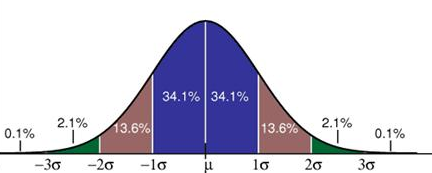 34.1% 34.1%
2.1% 13.6% 13.6% 2.1%
0.1% 0.1%
−3σ −2σ −1σ μ 1σ 2σ 3σ